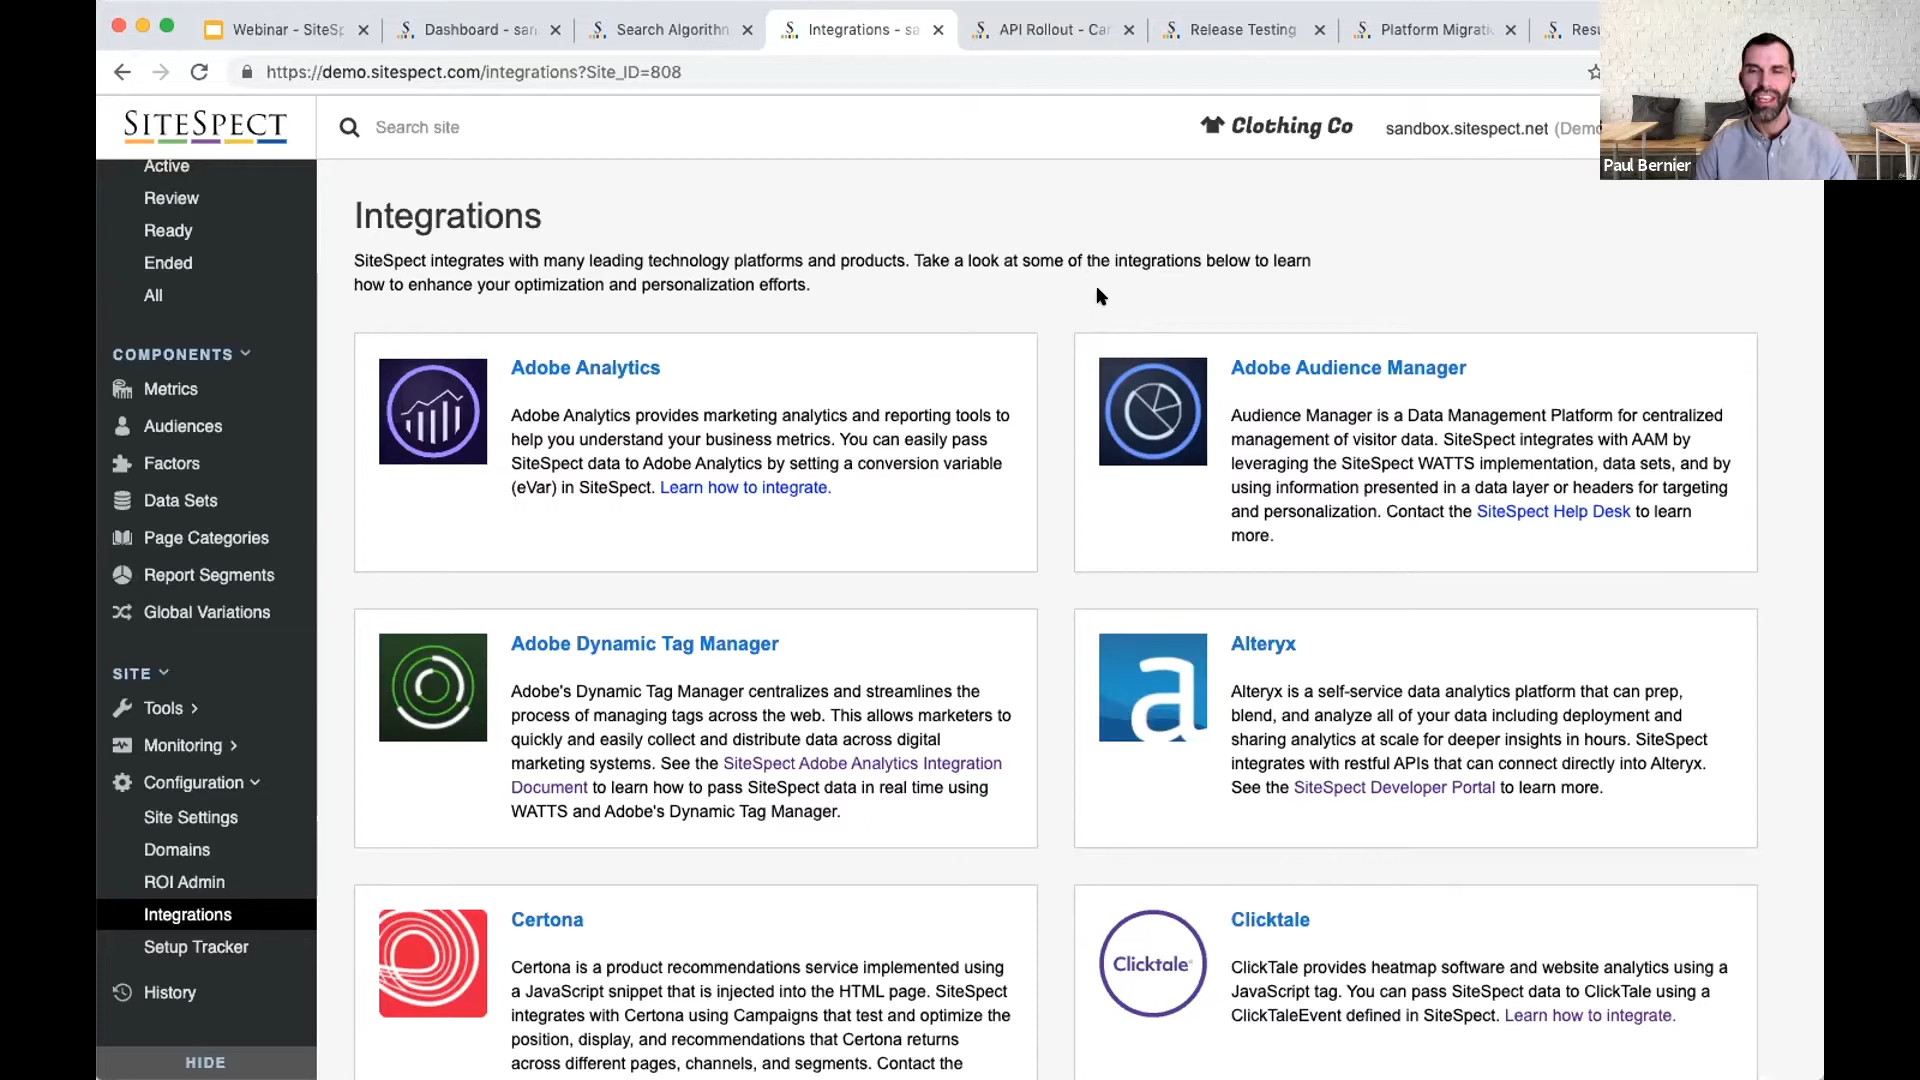 Webinar - SiteSp
Dashboard - san
Search Algorithn
Integrations - sa
API Rollout - Car
Release Testing
Platform Migrati
Resu
https://demo.sitespect.com/integrations?Site_ID=808
SITESPECT
Search site
Clothing Co
sandbox.sitespect.net (Demo
Paul Bernier
Active
Review
Ready
Ended
All
COMPONENTS
Metrics
Audiences
Factors
Data Sets
Page Categories
Report Segments
Global Variations
SITE
Tools
Monitoring
Configuration
Site Settings
Domains
ROI Admin
Integrations
Setup Tracker
History
HIDE
Integrations
SiteSpect integrates with many leading technology platforms and products. Take a look at some of the integrations below to learn
how to enhance your optimization and personalization efforts.
Adobe Analytics
Adobe Analytics provides marketing analytics and reporting tools to
help you understand your business metrics. You can easily pass
SiteSpect data to Adobe Analytics by setting a conversion variable
(eVar) in SiteSpect. Learn how to integrate.
Adobe Audience Manager
Audience Manager is a Data Management Platform for centralized
management of visitor data. SiteSpect integrates with AAM by
leveraging the SiteSpect WATTS implementation, data sets, and by
using information presented in a data layer or headers for targeting
and personalization. Contact the SiteSpect Help Desk to learn
more.
Adobe Dynamic Tag Manager
Adobe's Dynamic Tag Manager centralizes and streamlines the
process of managing tags across the web. This allows marketers to
quickly and easily collect and distribute data across digital
marketing systems. See the SiteSpect Adobe Analytics Integration
Document to learn how to pass SiteSpect data in real time using
WATTS and Adobe's Dynamic Tag Manager.
a
Alteryx
Alteryx is a self-service data analytics platform that can prep,
blend, and analyze all of your data including deployment and
sharing analytics at scale for deeper insights in hours. SiteSpect
integrates with restful APIs that can connect directly into Alteryx.
See the SiteSpect Developer Portal to learn more.
Certona
Certona is a product recommendations service implemented using
a JavaScript snippet that is injected into the HTML page. SiteSpect
integrates with Certona using Campaigns that test and optimize the
position, display, and recommendations that Certona returns
across different pages, channels, and segments. Contact the
Clicktale
Clicktale
ClickTale provides heatmap software and website analytics using a
JavaScript tag. You can pass SiteSpect data to ClickTale using a
ClickTaleEvent defined in SiteSpect. Learn how to integrate.